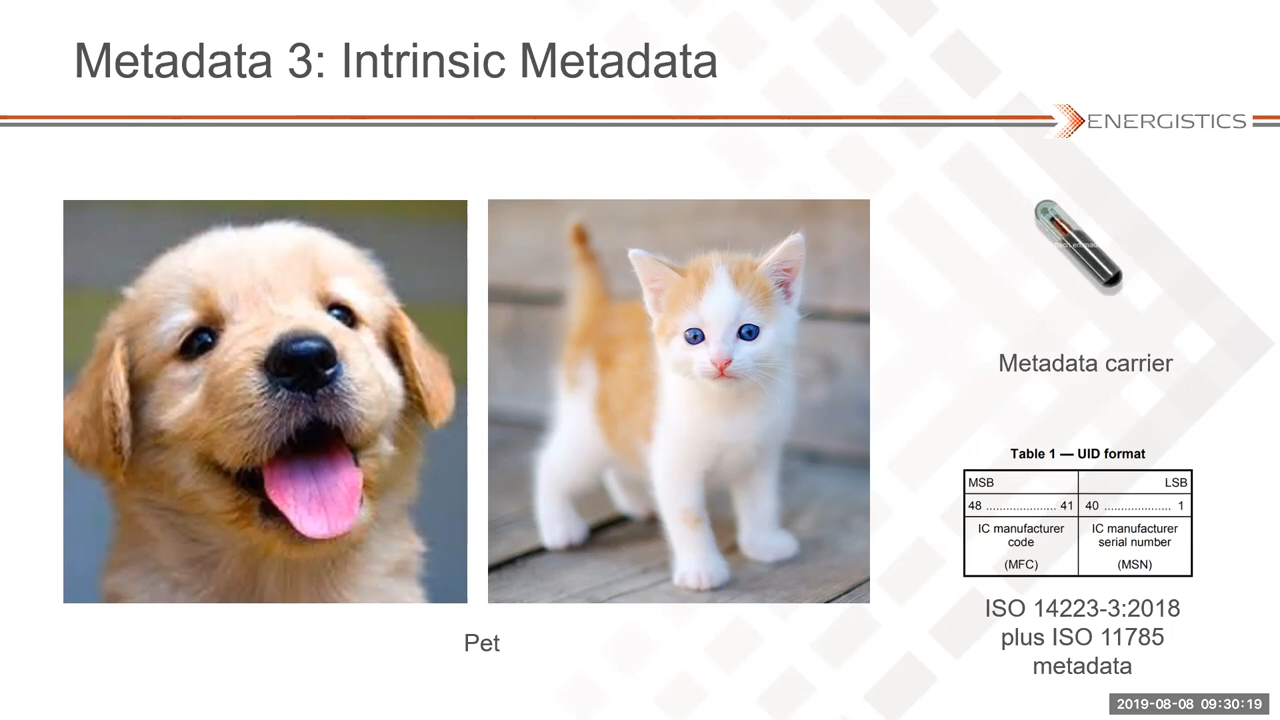 Metadata 3: Intrinsic Metadata
ENERGISTICS
Metadata carrier
Table 1 — UID format
MSB LSB
48 ..................... 41 40 .................... 1
IC manufacturer IC manufacturer
code serial number
(MFC) (MSN)
Pet
ISO 14223-3:2018
plus ISO 11785
metadata
2019-08-08 09:30:19